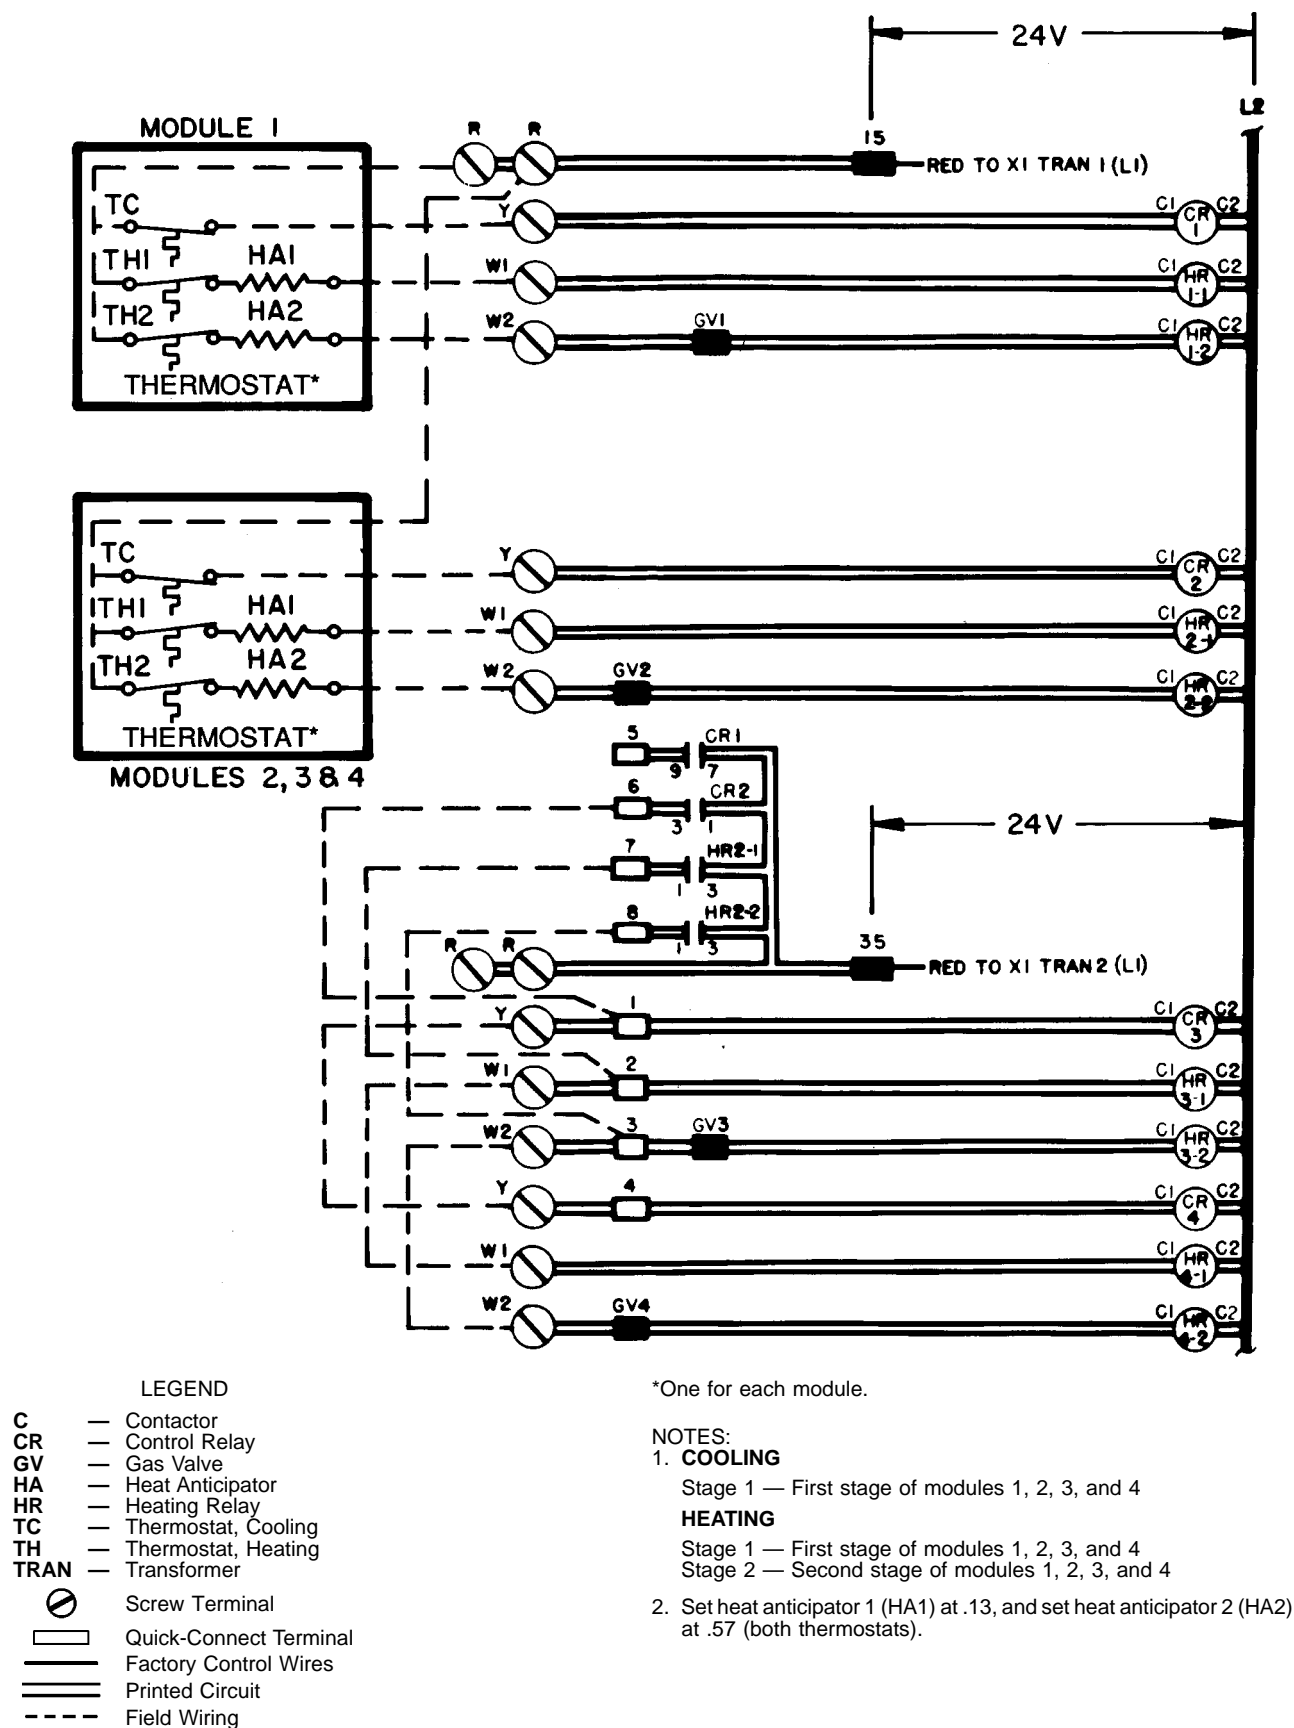 24V
L2
MODULE 1
R R
15
RED TO X1 TRAN 1 (L1)
TC
Y
C1 CR 1 C2
TH1 HA1
W1
C1 HR 1-1 C2
TH2 HA2
W2
GV1
C1 HR 1-2 C2
THERMOSTAT*
TC
Y
C1 CR 2 C2
TH1 HA1
W1
C1 HR 2-1 C2
TH2 HA2
W2
GV2
C1 HR 2-2 C2
THERMOSTAT*
MODULES 2, 3 & 4
5 CR1
9 7
6 CR2
3 1
24V
7 HR2-1
1 3
8 HR2-2
1 3
R R
35
RED TO X1 TRAN 2 (L1)
Y 1
C1 CR 3 C2
W1 2
C1 HR 3-1 C2
W2 3 GV3
C1 HR 3-2 C2
Y 4
C1 CR 4 C2
W1
C1 HR 4-1 C2
W2 GV4
C1 HR 4-2 C2
LEGEND
C — Contactor
CR — Control Relay
GV — Gas Valve
HA — Heat Anticipator
HR — Heating Relay
TC — Thermostat, Cooling
TH — Thermostat, Heating
TRAN — Transformer
Screw Terminal
Quick-Connect Terminal
Factory Control Wires
Printed Circuit
Field Wiring
*One for each module.
NOTES:
1. COOLING
Stage 1 — First stage of modules 1, 2, 3, and 4
HEATING
Stage 1 — First stage of modules 1, 2, 3, and 4
Stage 2 — Second stage of modules 1, 2, 3, and 4
2. Set heat anticipator 1 (HA1) at .13, and set heat anticipator 2 (HA2)
at .57 (both thermostats).